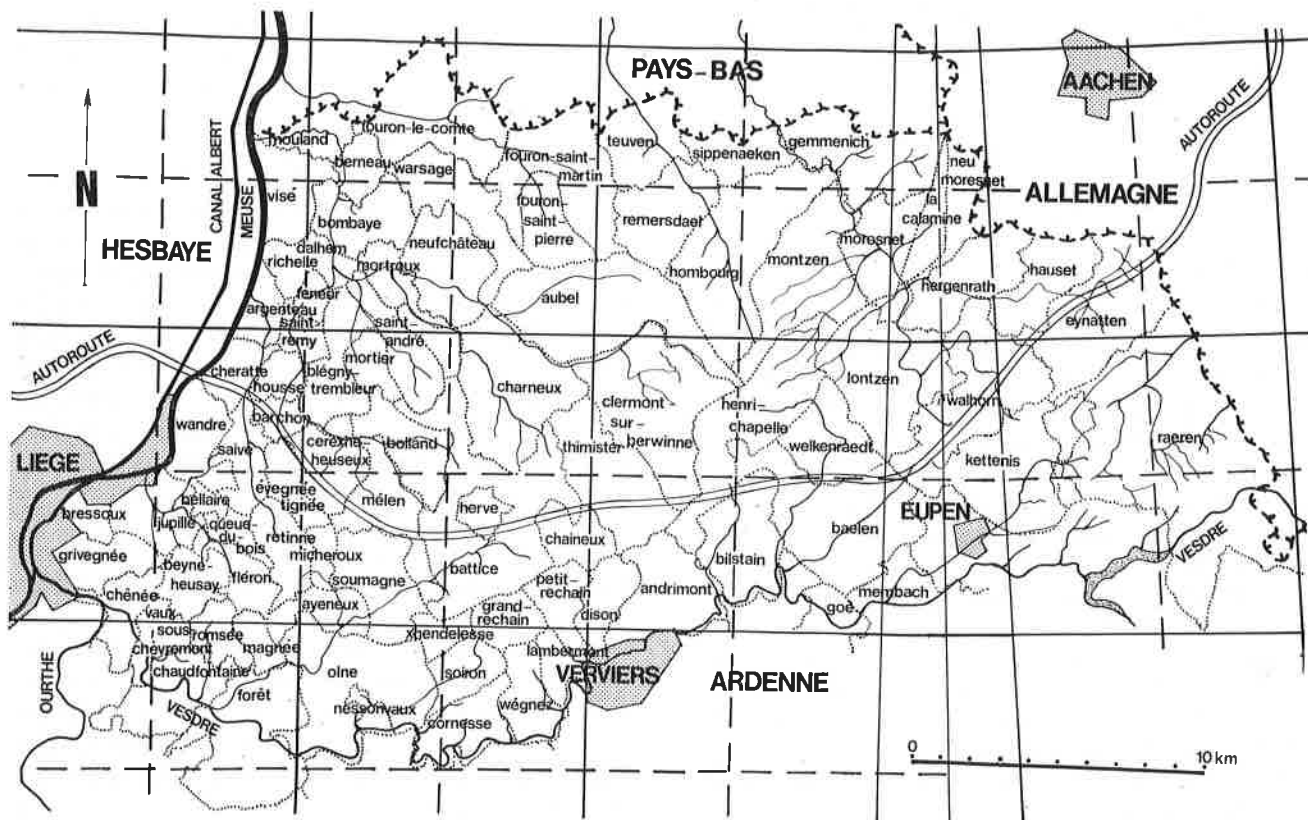 PAYS-BAS
AACHEN
AUTOROUTE
CANAL ALBERT
MEUSE
N
HESBAYE
ALLEMAGNE
mouland
fouron-le-comte
berneau
warsage
fouron-saint-
martin
teuven
sippenaeken
gemmenich
neu
moresnet
visé
bombaye
fouron-
saint-
pierre
remersdael
la
calamine
dalhem
neufchâteau
richelle
mortroux
hombourg
montzen
moresnet
hauset
feneur
aubel
hergenrath
argenteau
saint-
remy
saint-
andré
eynatten
AUTOROUTE
mortier
cheratte
housse
blégny-
trembleur
charneux
clermont
sur-
berwinne
henri-
chapelle
lontzen
walhorn
wandre
barchon
cerexhe
heuseux
bolland
thimister
welkenraedt
raeren
LIEGE
saive
kettenis
bellaire
evegnée
tignée
mélen
herve
EUPEN
bressoux
jupille
queue-
du-
bois
retinne
chaineux
baelen
VESDRE
grivegnée
beyne-
heusay
micheroux
battice
bilstain
fléron
soumagne
petit-
rechain
andrimont
membach
chênée
ayeneux
grand-
rechain
dison
goé
vaux-
sous
chèvremont
romsée
magnée
xhendelesse
lambermont
VERVIERS
ARDENNE
OURTHE
chaudfontaine
olne
soiron
forêt
VESDRE
nessonvaux
wégnez
cornesse
0
10 km